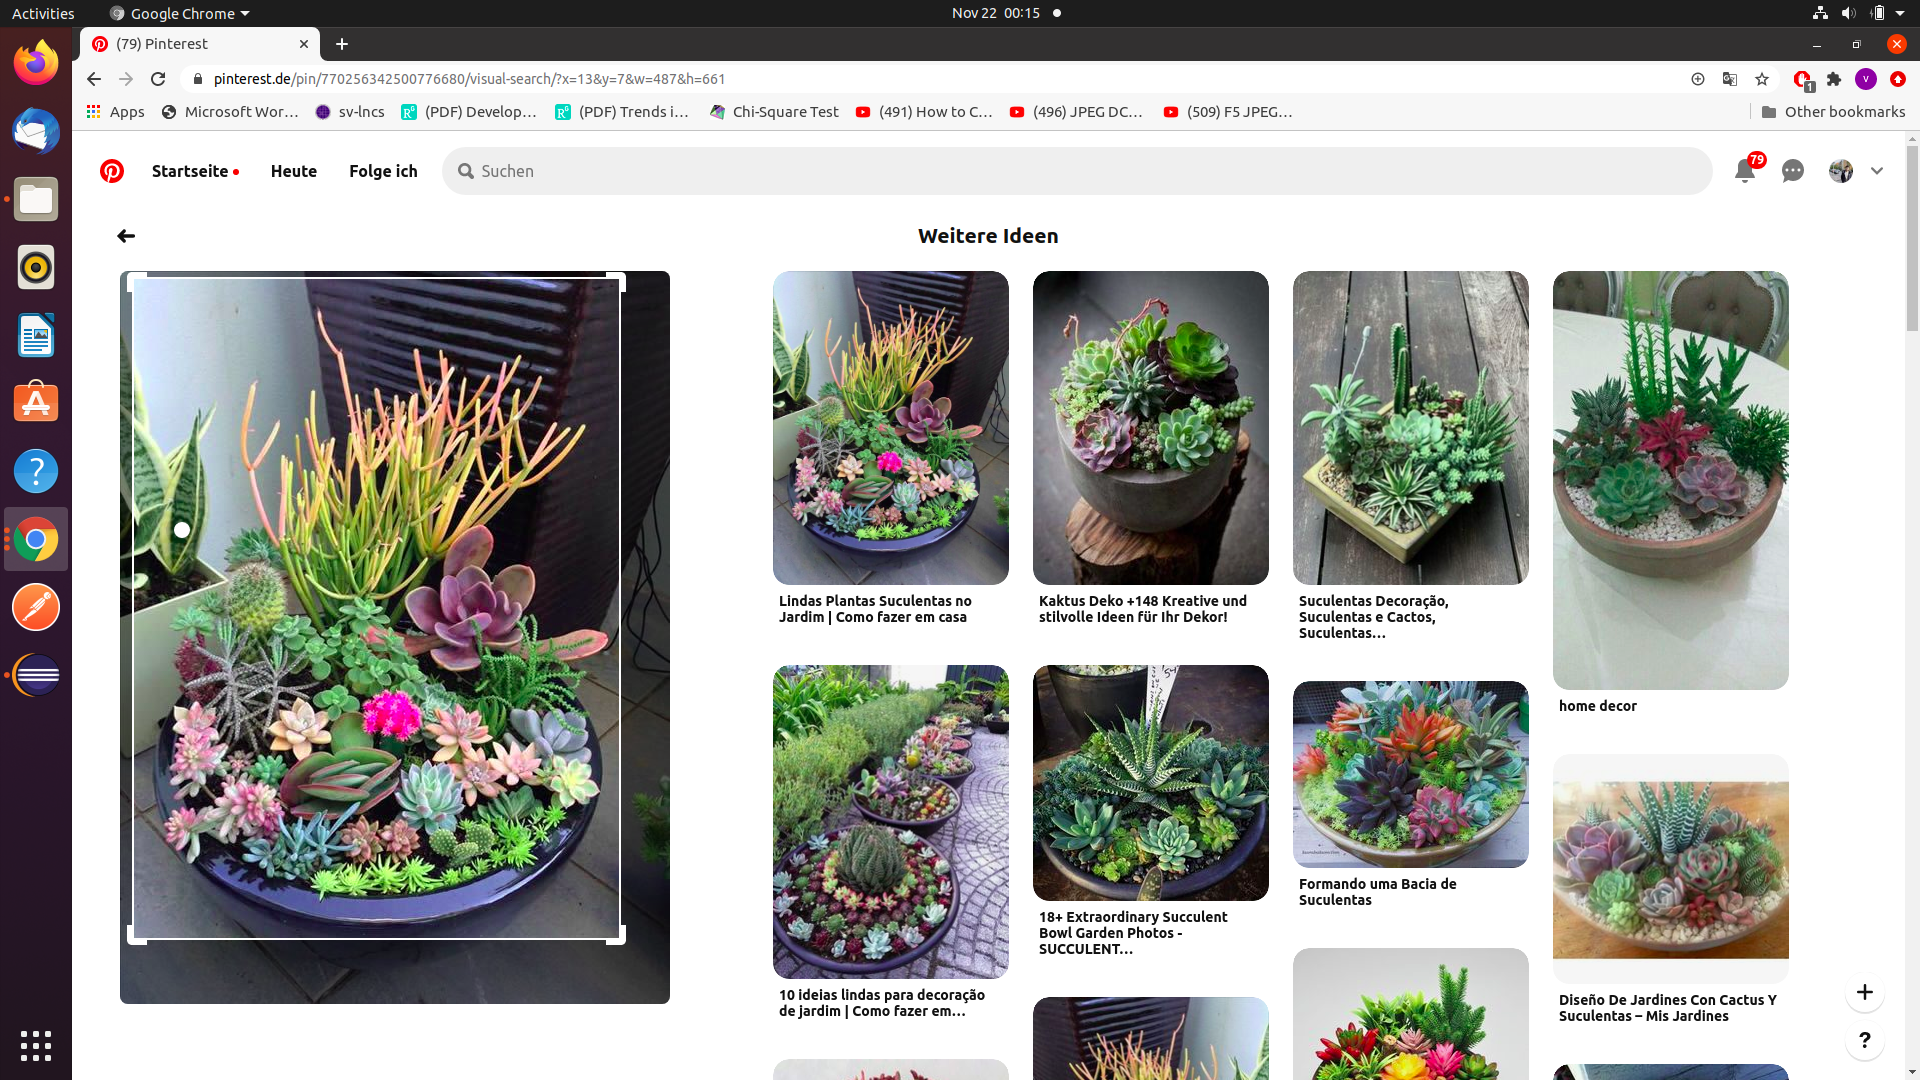 Activities
Google Chrome
Nov 22 00:15
(79) Pinterest
pinterest.de/pin/770256342500776680/visual-search/?x=13&y=7&w=487&h=661
1
V
Apps
Microsoft Wor...
sv-lncs
(PDF) Develop...
(PDF) Trends i...
Chi-Square Test
(491) How to C...
(496) JPEG DC...
(509) F5 JPEG...
Other bookmarks
Startseite
Heute
Folge ich
Suchen
79
Weitere Ideen
Lindas Plantas Suculentas no
Jardim | Como fazer em casa
Kaktus Deko +148 Kreative und
stilvolle Ideen für Ihr Dekor!
Suculentas Decoração,
Suculentas e Cactos,
Suculentas...
home decor
10 ideias lindas para decoração
de jardim | Como fazer em...
18+ Extraordinary Succulent
Bowl Garden Photos -
SUCCULENT...
Formando uma Bacia de
Suculentas
Diseño De Jardines Con Cactus Y
Suculentas – Mis Jardines
+
?